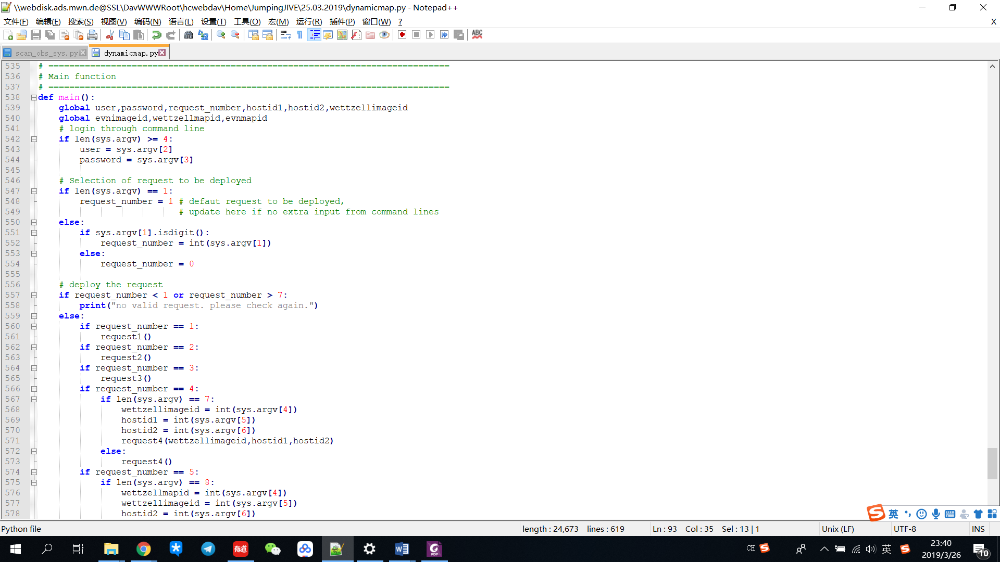 \\webdisk.ads.mwn.de@SSL\DavWWWRoot\hcwebdav\Home\JumpingJIVE\25.03.2019\dynamicmap.py - Notepad++
文件(F) 编辑(E) 搜索(S) 视图(V) 编码(N) 语言(L) 设置(T) 工具(O) 宏(M) 运行(R) 插件(P) 窗口(W) ? X
ABC
scan_obs_sys.py dynamicmap.py
535 # =============================================================================
536 # Main function
537 # =============================================================================
538 def main():
539 global user,password,request_number,hostid1,hostid2,wettzellimageid
540 global evnimageid,wettzellmapid,evnmapid
541 # login through command line
542 if len(sys.argv) >= 4:
543 user = sys.argv[2]
544 password = sys.argv[3]
545
546 # Selection of request to be deployed
547 if len(sys.argv) == 1:
548 request_number = 1 # defaut request to be deployed,
549 # update here if no extra input from command lines
550 else:
551 if sys.argv[1].isdigit():
552 request_number = int(sys.argv[1])
553 else:
554 request_number = 0
555
556 # deploy the request
557 if request_number < 1 or request_number > 7:
558 print("no valid request. please check again.")
559 else:
560 if request_number == 1:
561 request1()
562 if request_number == 2:
563 request2()
564 if request_number == 3:
565 request3()
566 if request_number == 4:
567 if len(sys.argv) == 7:
568 wettzellimageid = int(sys.argv[4])
569 hostid1 = int(sys.argv[5])
570 hostid2 = int(sys.argv[6])
571 request4(wettzellimageid,hostid1,hostid2)
572 else:
573 request4()
574 if request_number == 5:
575 if len(sys.argv) == 8:
576 wettzellmapid = int(sys.argv[4])
577 wettzellimageid = int(sys.argv[5])
578 hostid2 = int(sys.argv[6])
S 英
Python file length : 24,673 lines : 619 Ln : 93 Col : 35 Sel : 13 | 1 Unix (LF) UTF-8 INS
有道 W PDF CH S 英 S 23:40
2019/3/26 10